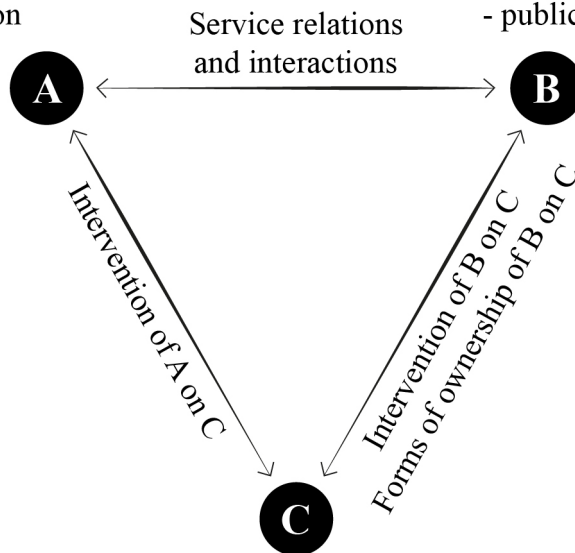 on
Service relations
and interactions
- public
A
B
Intervention of A on C
Intervention of B on C
Forms of ownership of B on C
C